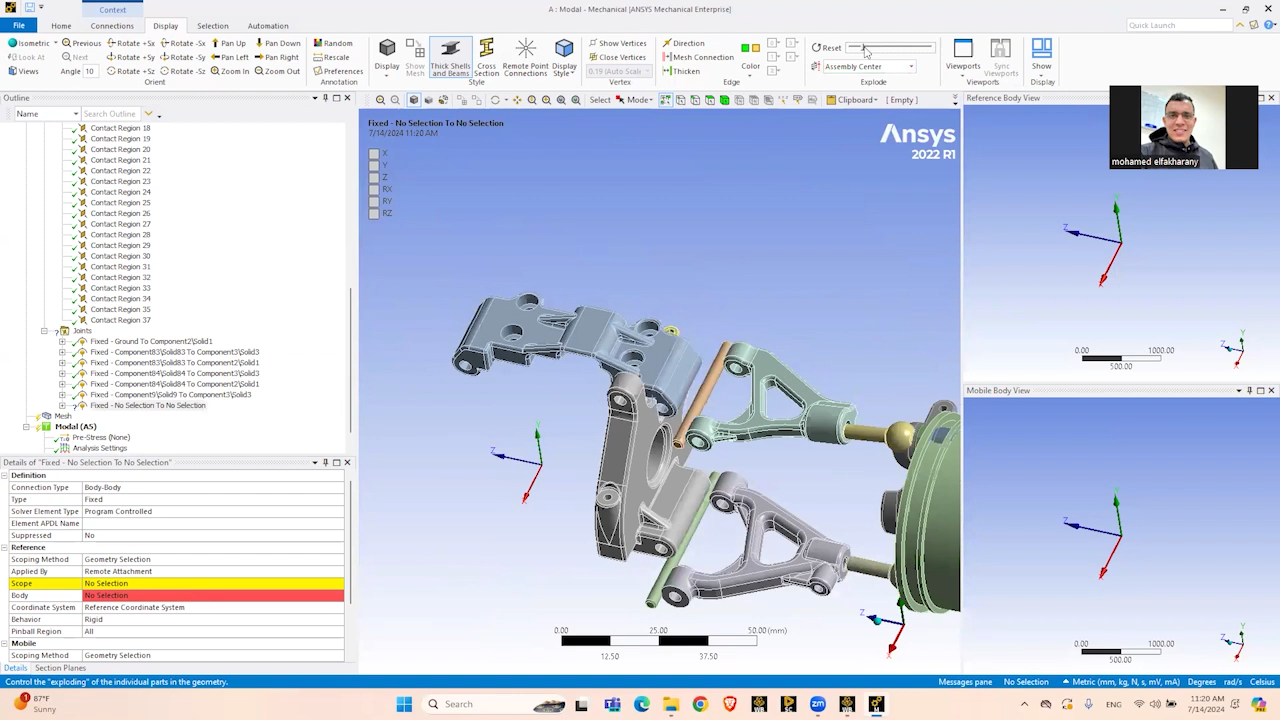 Context
A : Modal - Mechanical (ANSYS Mechanical Enterprise)
File Home Connections Display Selection Automation
Quick Launch
Isometric Previous Rotate +Sx Rotate -Sx Pan Up Pan Down Random
Look At Next Rotate +Sy Rotate -Sy Pan Left Pan Right Rescale
Views Angle 10 Rotate +Sz Rotate -Sz Zoom In Zoom Out Preferences
Orient Annotation
Display Show Mesh Thick Shells and Beams Cross Section Remote Point Connections Display Style
Style
Show Vertices
Close Vertices
0.19 (Auto Scale)
Vertex
Direction
Mesh Connection
Thicken
Color
Edge
Reset
Assembly Center
Explode
Viewports Sync Viewports
Viewports
Show
Display
Outline
Name Search Outline
Select Mode Clipboard [ Empty ]
Contact Region 18
Contact Region 19
Contact Region 20
Contact Region 21
Contact Region 22
Contact Region 23
Contact Region 24
Contact Region 25
Contact Region 26
Contact Region 27
Contact Region 28
Contact Region 29
Contact Region 30
Contact Region 31
Contact Region 32
Contact Region 33
Contact Region 34
Contact Region 35
Contact Region 37
Joints
Fixed - Ground To Component2\Solid1
Fixed - Component83\Solid83 To Component3\Solid3
Fixed - Component83\Solid83 To Component2\Solid1
Fixed - Component84\Solid84 To Component3\Solid3
Fixed - Component84\Solid84 To Component2\Solid1
Fixed - Component9\Solid9 To Component3\Solid3
Fixed - No Selection To No Selection
Mesh
Modal (A5)
Pre-Stress (None)
Analysis Settings
Details of "Fixed - No Selection To No Selection"
Definition
Connection Type Body-Body
Type Fixed
Solver Element Type Program Controlled
Element APDL Name
Suppressed No
Reference
Scoping Method Geometry Selection
Applied By Remote Attachment
Scope No Selection
Body No Selection
Coordinate System Reference Coordinate System
Behavior Rigid
Pinball Region All
Mobile
Scoping Method Geometry Selection
Details Section Planes
Fixed - No Selection To No Selection
7/14/2024 11:20 AM
X
Y
Z
RX
RY
RZ
Ansys
2022 R1
Z
Z
0.00 25.00 50.00 (mm)
12.50 37.50
Reference Body View
mohamed elfakharany
Y
Z
0.00 1000.00
500.00
Mobile Body View
Y
Z
0.00 1000.00
500.00
Control the "exploding" of the individual parts in the geometry.
Messages pane No Selection Metric (mm, kg, N, s, mV, mA) Degrees rad/s Celsius
87°F
Sunny
Search
ENG
11:20 AM
7/14/2024